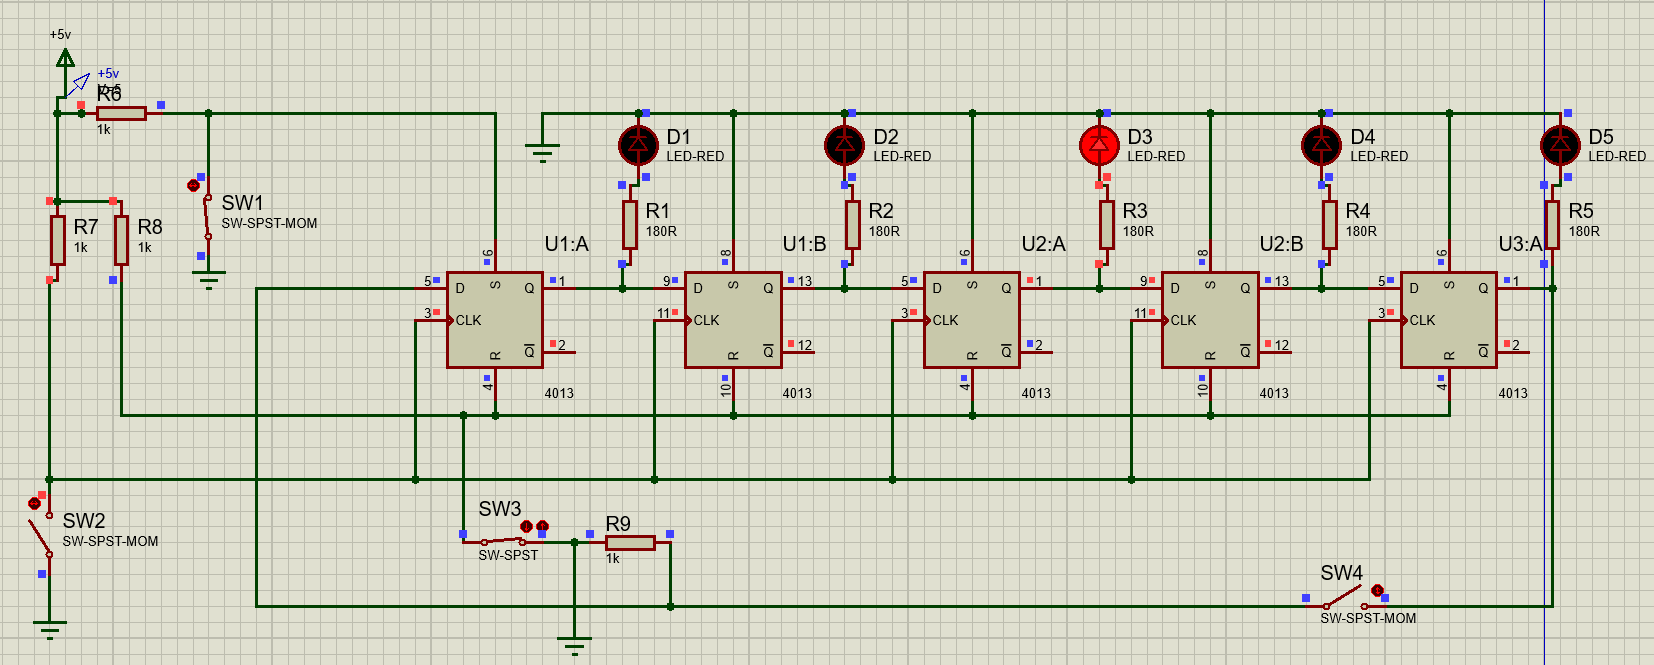 +5v
+5v
R6
1k
SW1
SW-SPST-MOM
R7
1k
R8
1k
D1
LED-RED
D2
LED-RED
D3
LED-RED
D4
LED-RED
D5
LED-RED
R1
180R
R2
180R
R3
180R
R4
180R
R5
180R
U1:A
5 D 6 S Q 1
3 CLK
4 R Q 2
4013
U1:B
9 D 8 S Q 13
11 CLK
10 R Q 12
4013
U2:A
5 D 6 S Q 1
3 CLK
4 R Q 2
4013
U2:B
9 D 8 S Q 13
11 CLK
10 R Q 12
4013
U3:A
5 D 6 S Q 1
3 CLK
4 R Q 2
4013
SW2
SW-SPST-MOM
SW3
SW-SPST
R9
1k
SW4
SW-SPST-MOM